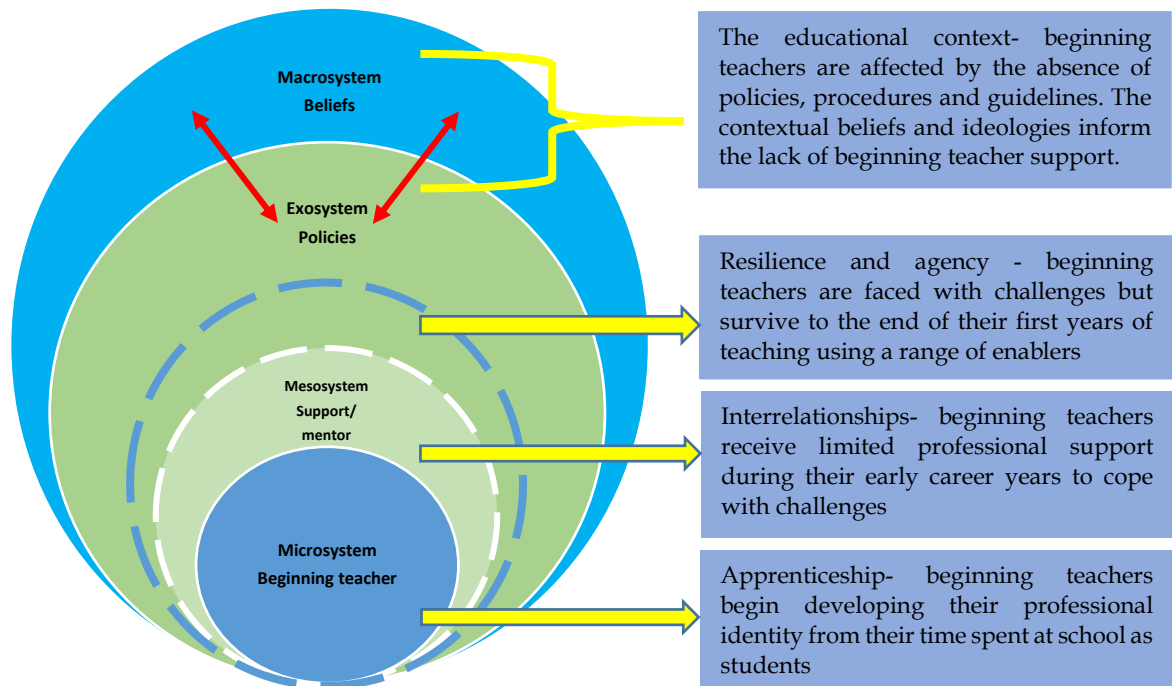 Macrosystem
Beliefs
Exosystem
Policies
Mesosystem
Support/
mentor
Microsystem
Beginning teacher
The educational context- beginning
teachers are affected by the absence of
policies, procedures and guidelines. The
contextual beliefs and ideologies inform
the lack of beginning teacher support.
Resilience and agency - beginning
teachers are faced with challenges but
survive to the end of their first years of
teaching using a range of enablers
Interrelationships- beginning teachers
receive limited professional support
during their early career years to cope
with challenges
Apprenticeship- beginning teachers
begin developing their professional
identity from their time spent at school as
students